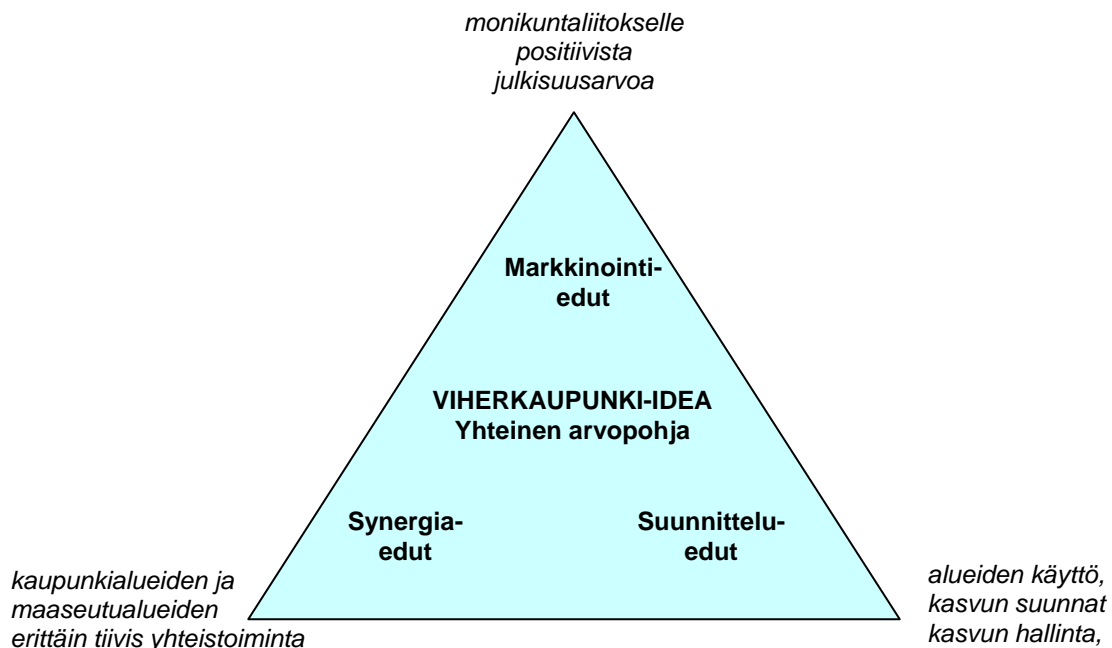 monikuntaliitokselle
positiivista
julkisuusarvoa
Markkinointi-
edut
VIHERKAUPUNKI-IDEA
Yhteinen arvopohja
Synergia-
edut
Suunnittelu-
edut
kaupunkialueiden ja
maaseutualueiden
erittäin tiivis yhteistoiminta
alueiden käyttö,
kasvun suunnat
kasvun hallinta,